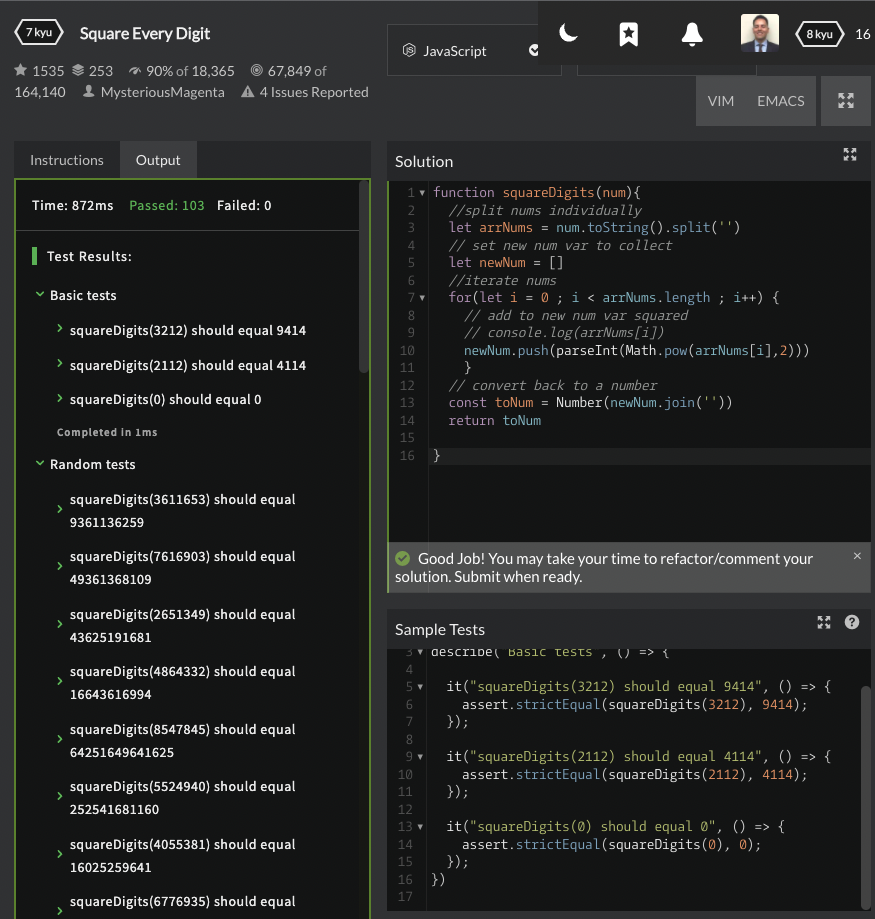 7 kyu Square Every Digit
1535 253 90% of 18,365 67,849 of
164,140 MysteriousMagenta 4 Issues Reported
JavaScript
8 kyu 16
VIM EMACS
Instructions Output
Time: 872ms Passed: 103 Failed: 0
Test Results:
Basic tests
squareDigits(3212) should equal 9414
squareDigits(2112) should equal 4114
squareDigits(0) should equal 0
Completed in 1ms
Random tests
squareDigits(3611653) should equal
9361136259
squareDigits(7616903) should equal
49361368109
squareDigits(2651349) should equal
43625191681
squareDigits(4864332) should equal
16643616994
squareDigits(8547845) should equal
64251649641625
squareDigits(5524940) should equal
252541681160
squareDigits(4055381) should equal
16025259641
squareDigits(6776935) should equal
Solution
1 function squareDigits(num){
2 //split nums individually
3 let arrNums = num.toString().split('')
4 // set new num var to collect
5 let newNum = []
6 //iterate nums
7 for(let i = 0 ; i < arrNums.length ; i++) {
8 // add to new num var squared
9 // console.log(arrNums[i])
10 newNum.push(parseInt(Math.pow(arrNums[i],2)))
11 }
12 // convert back to a number
13 const toNum = Number(newNum.join(''))
14 return toNum
15
16 }
Good Job! You may take your time to refactor/comment your
solution. Submit when ready.
Sample Tests
3 describe("Basic tests", () => {
4
5 it("squareDigits(3212) should equal 9414", () => {
6 assert.strictEqual(squareDigits(3212), 9414);
7 });
8
9 it("squareDigits(2112) should equal 4114", () => {
10 assert.strictEqual(squareDigits(2112), 4114);
11 });
12
13 it("squareDigits(0) should equal 0", () => {
14 assert.strictEqual(squareDigits(0), 0);
15 });
16 })
17